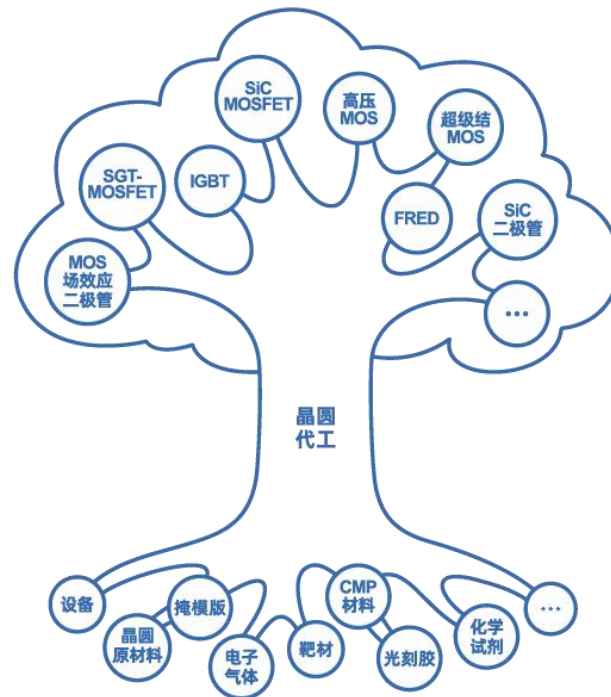 SiC
MOSFET
高压
MOS
超级结
MOS
SGT-
MOSFET
IGBT
FRED
SiC
二极管
MOS
场效应
二极管
...
晶圆
代工
设备
掩模版
晶圆
原材料
电子
气体
靶材
CMP
材料
光刻胶
化学
试剂
...